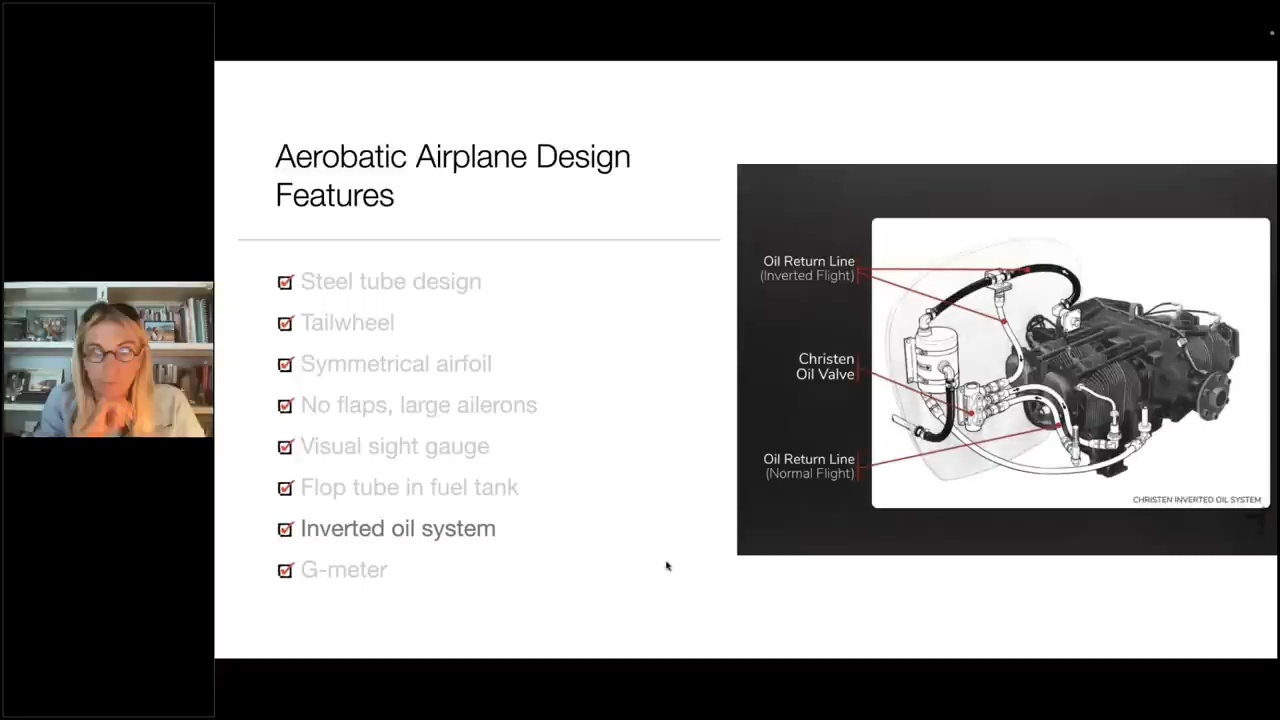 Aerobatic Airplane Design
Features
Steel tube design
Tailwheel
Symmetrical airfoil
No flaps, large ailerons
Visual sight gauge
Flop tube in fuel tank
Inverted oil system
G-meter
Oil Return Line
(Inverted Flight)
Christen
Oil Valve
Oil Return Line
(Normal Flight)
CHRISTEN INVERTED OIL SYSTEM